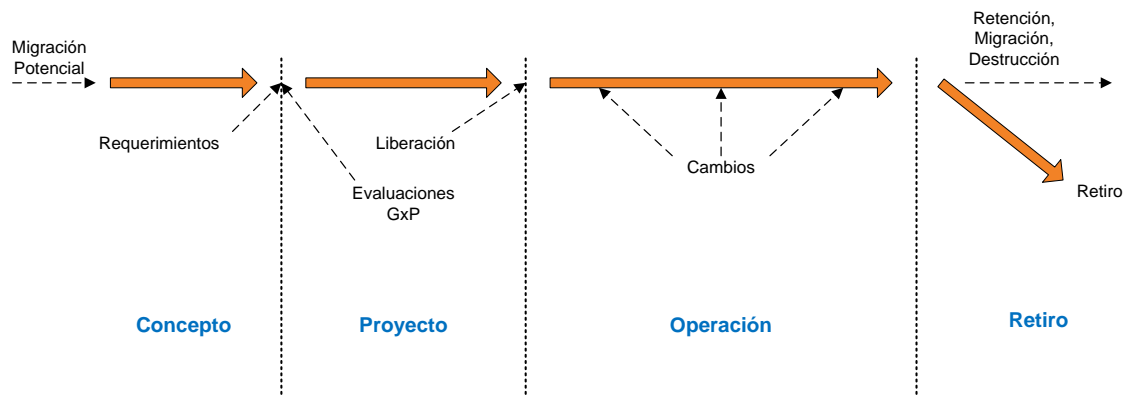 Migración
Potencial
Requerimientos
Evaluaciones
GxP
Liberación
Cambios
Retención,
Migración,
Destrucción
Retiro
Concepto
Proyecto
Operación
Retiro